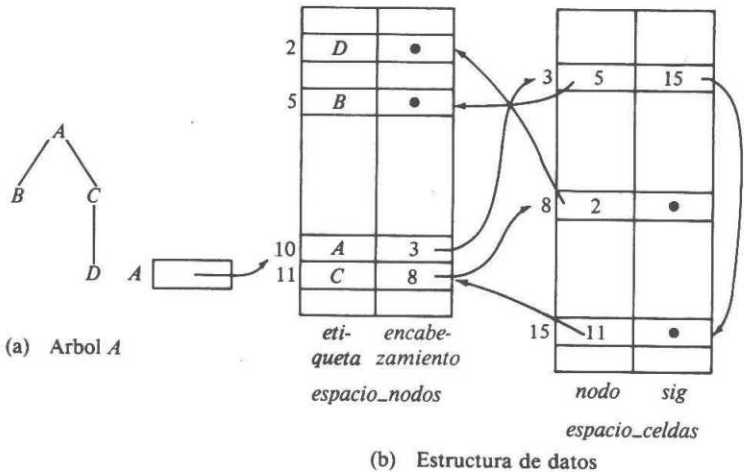 A
B C
D
(a) Arbol A
A
2 D
5 B
10 A 3
11 C 8
eti- encabe-
queta zamiento
espacio_nodos
3 5 15
8 2
15 11
nodo sig
espacio_celdas
(b) Estructura de datos